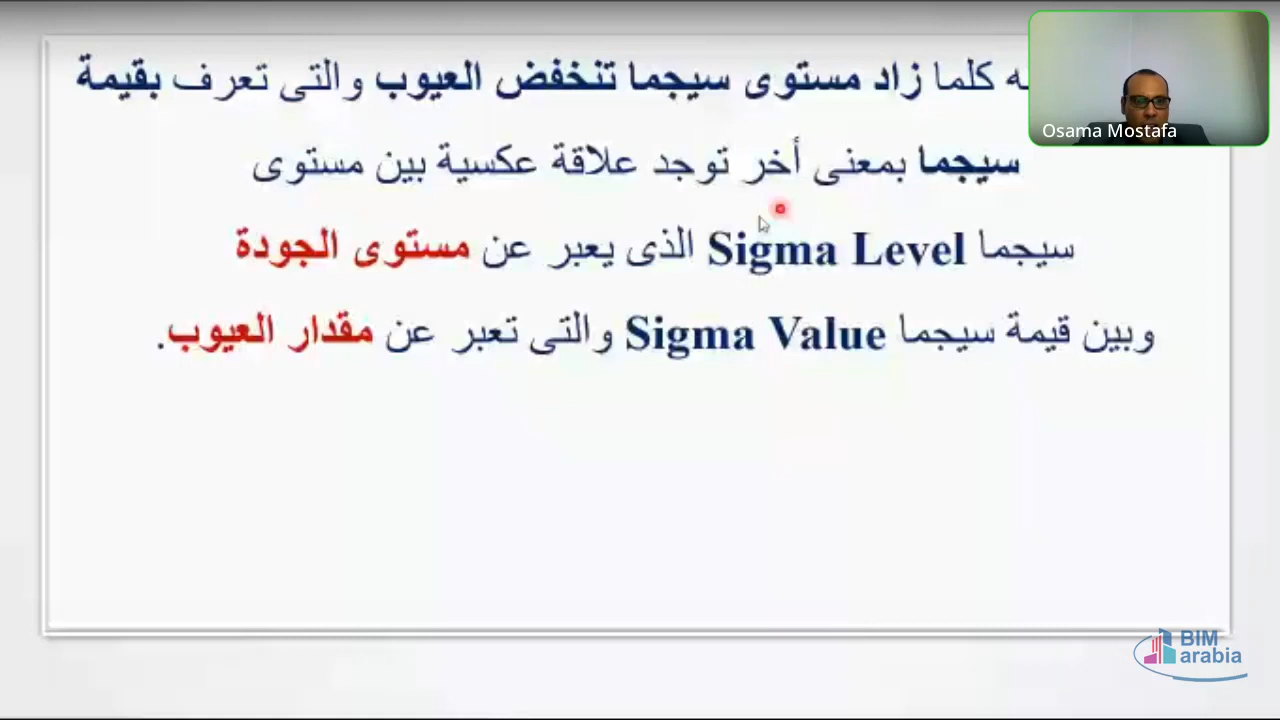 كلما زاد مستوى سيجما تنخفض العيوب والتى تعرف بقيمة
سيجما بمعنى أخر توجد علاقة عكسية بين مستوى
سيجما Sigma Level الذى يعبر عن مستوى الجودة
وبين قيمة سيجما Sigma Value والتى تعبر عن مقدار العيوب.
Osama Mostafa
BIM
arabia